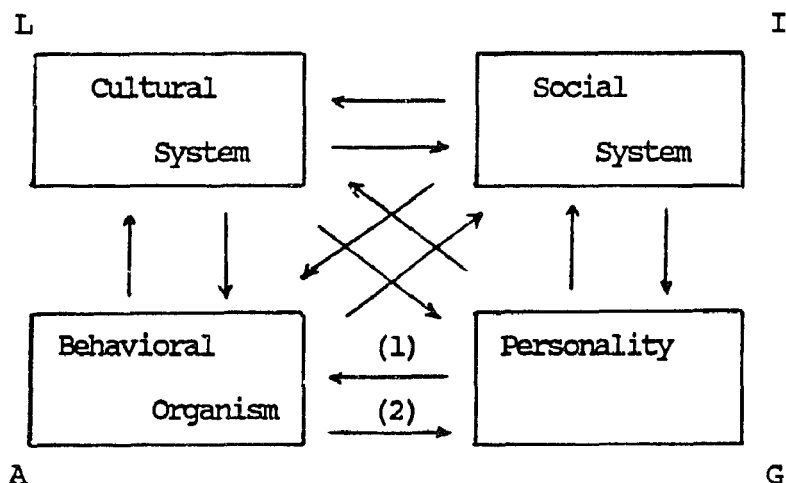 L I
Cultural Social
System System
Behavioral (1) Personality
Organism (2)
A G